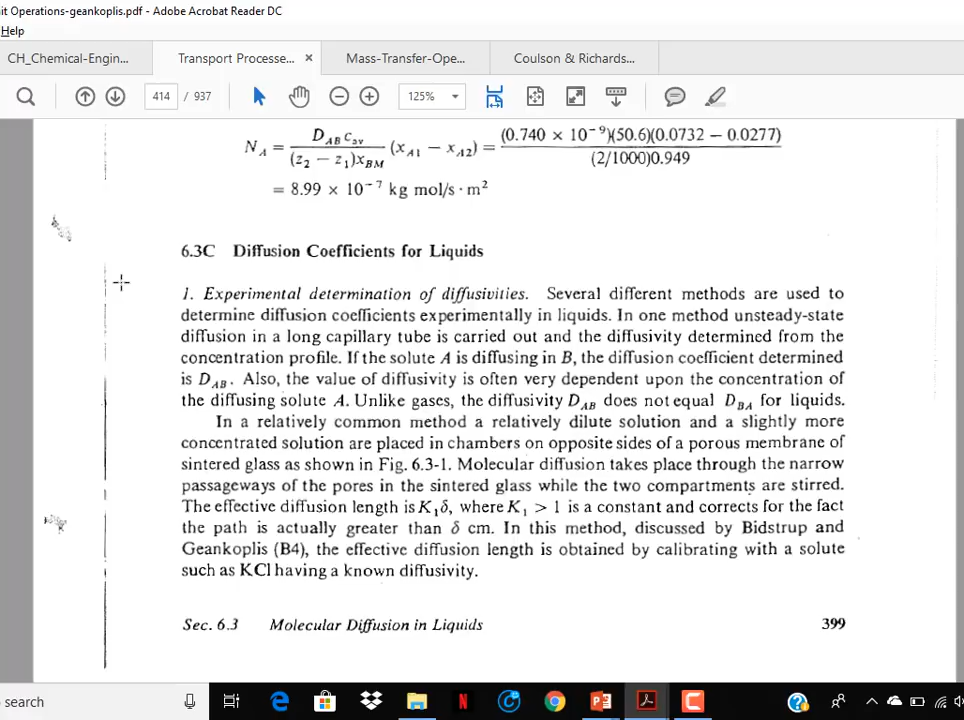 it Operations-geankoplis.pdf - Adobe Acrobat Reader DC
Help
CH_Chemical-Engin...
Transport Processe... ×
Mass-Transfer-Ope...
Coulson & Richards...
414 / 937
125%
N_A = D_AB c_av / (z_2 − z_1)x_BM (x_A1 − x_A2) = (0.740 × 10⁻⁹)(50.6)(0.0732 − 0.0277) / (2/1000)0.949
= 8.99 × 10⁻⁷ kg mol/s · m²
6.3C Diffusion Coefficients for Liquids
1. Experimental determination of diffusivities. Several different methods are used to
determine diffusion coefficients experimentally in liquids. In one method unsteady-state
diffusion in a long capillary tube is carried out and the diffusivity determined from the
concentration profile. If the solute A is diffusing in B, the diffusion coefficient determined
is D_AB. Also, the value of diffusivity is often very dependent upon the concentration of
the diffusing solute A. Unlike gases, the diffusivity D_AB does not equal D_BA for liquids.
In a relatively common method a relatively dilute solution and a slightly more
concentrated solution are placed in chambers on opposite sides of a porous membrane of
sintered glass as shown in Fig. 6.3-1. Molecular diffusion takes place through the narrow
passageways of the pores in the sintered glass while the two compartments are stirred.
The effective diffusion length is K₁δ, where K₁ > 1 is a constant and corrects for the fact
the path is actually greater than δ cm. In this method, discussed by Bidstrup and
Geankoplis (B4), the effective diffusion length is obtained by calibrating with a solute
such as KCl having a known diffusivity.
Sec. 6.3 Molecular Diffusion in Liquids 399
search